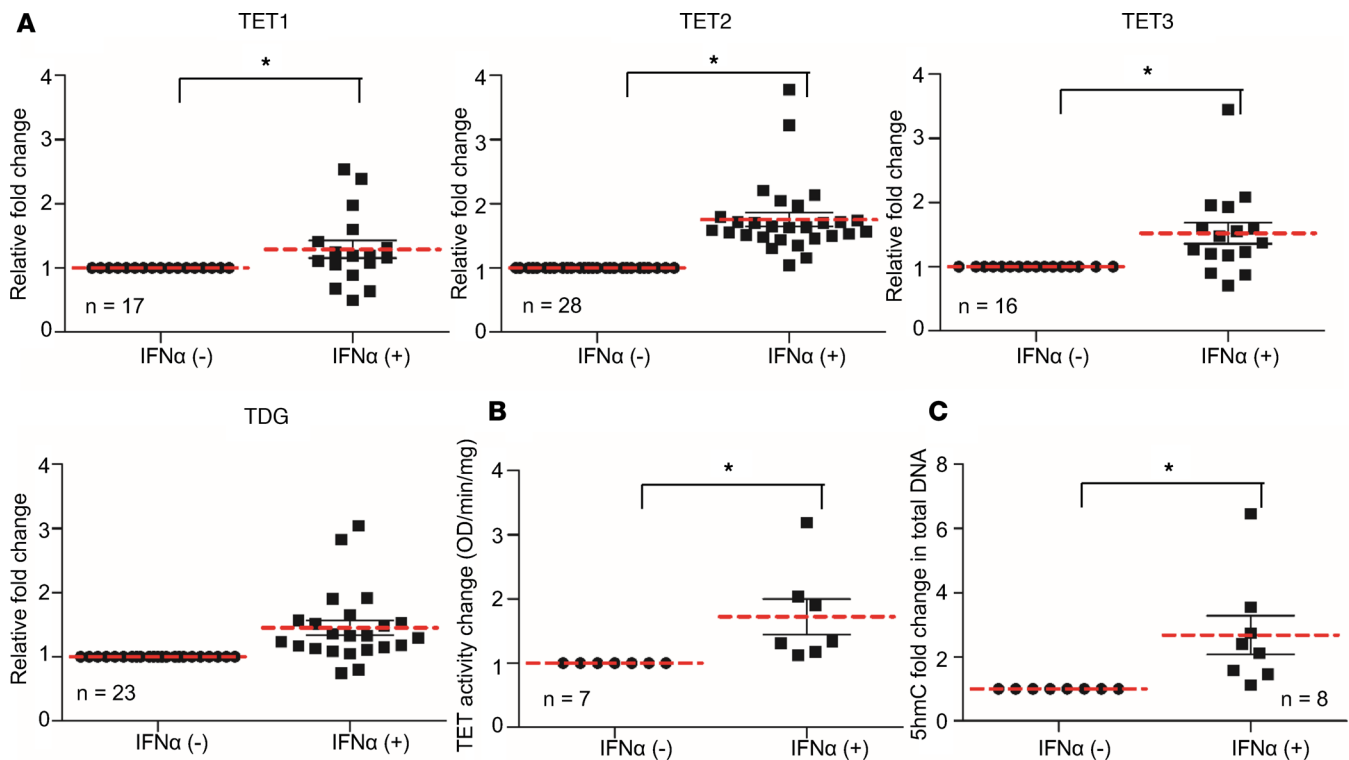 A
TET1
TET2
TET3
*
*
*
Relative fold change
4
3
2
1
0
n = 17
IFNα (-)
IFNα (+)
Relative fold change
4
3
2
1
0
n = 28
IFNα (-)
IFNα (+)
Relative fold change
4
3
2
1
0
n = 16
IFNα (-)
IFNα (+)
TDG
Relative fold change
4
3
2
1
0
n = 23
IFNα (-)
IFNα (+)
B
*
TET activity change (OD/min/mg)
4
3
2
1
0
n = 7
IFNα (-)
IFNα (+)
C
*
5hmC fold change in total DNA
8
6
4
2
0
n = 8
IFNα (-)
IFNα (+)